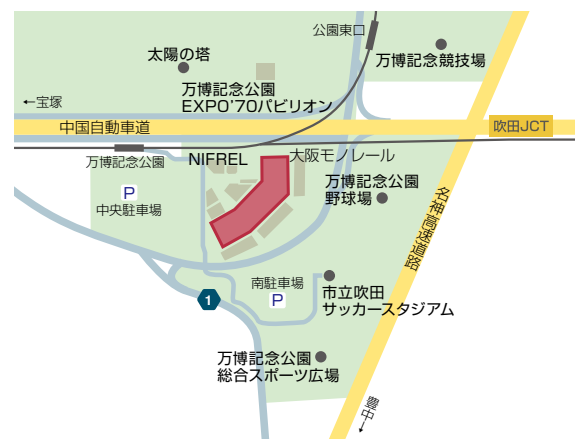 公園東口
太陽の塔
万博記念競技場
万博記念公園
EXPO'70パビリオン
←宝塚
中国自動車道
吹田JCT
万博記念公園
NIFREL
大阪モノレール
万博記念公園
野球場
P
中央駐車場
名神高速道路
南駐車場
P
1
市立吹田
サッカースタジアム
万博記念公園
総合スポーツ広場
豊中→